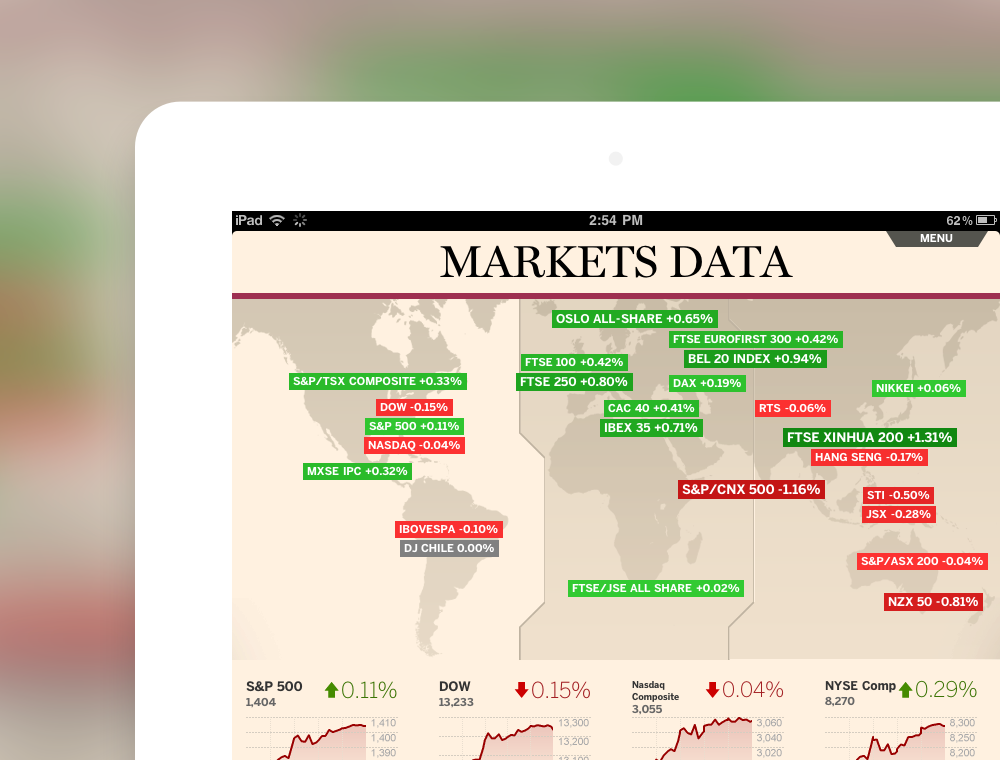 iPad 2:54 PM 62%
MENU
MARKETS DATA
OSLO ALL-SHARE +0.65%
FTSE EUROFIRST 300 +0.42%
BEL 20 INDEX +0.94%
FTSE 100 +0.42%
FTSE 250 +0.80%
DAX +0.19%
S&P/TSX COMPOSITE +0.33%
NIKKEI +0.06%
DOW -0.15%
CAC 40 +0.41%
RTS -0.06%
S&P 500 +0.11%
IBEX 35 +0.71%
FTSE XINHUA 200 +1.31%
NASDAQ -0.04%
HANG SENG -0.17%
MXSE IPC +0.32%
S&P/CNX 500 -1.16%
STI -0.50%
JSX -0.28%
IBOVESPA -0.10%
DJ CHILE 0.00%
S&P/ASX 200 -0.04%
FTSE/JSE ALL SHARE +0.02%
NZX 50 -0.81%
S&P 500 0.11%
1,404
1,410
1,400
1,390
DOW 0.15%
13,233
13,300
13,200
13,100
Nasdaq
Composite
0.04%
3,055
3,060
3,040
3,020
NYSE Comp 0.29%
8,270
8,300
8,250
8,200